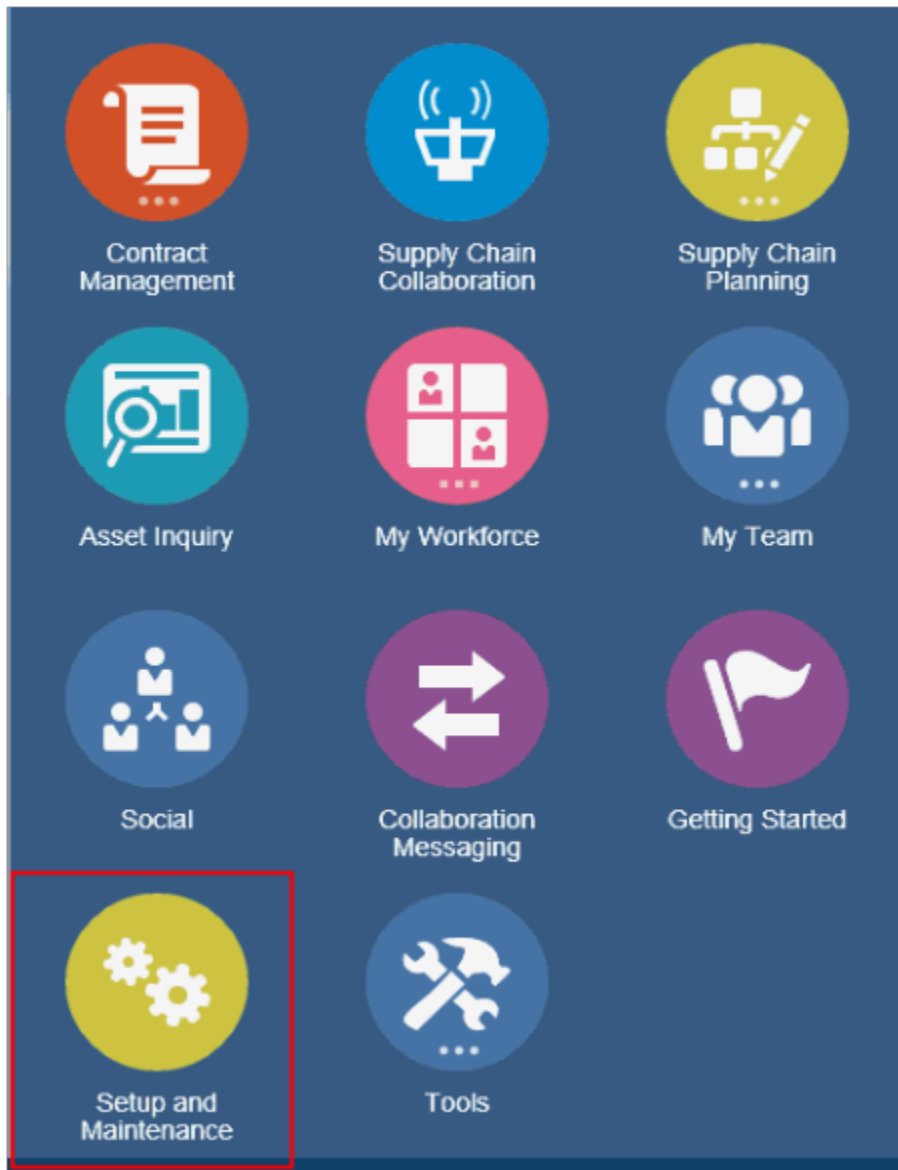 Contract
Management
Supply Chain
Collaboration
Supply Chain
Planning
Asset Inquiry
My Workforce
My Team
Social
Collaboration
Messaging
Getting Started
Setup and
Maintenance
Tools